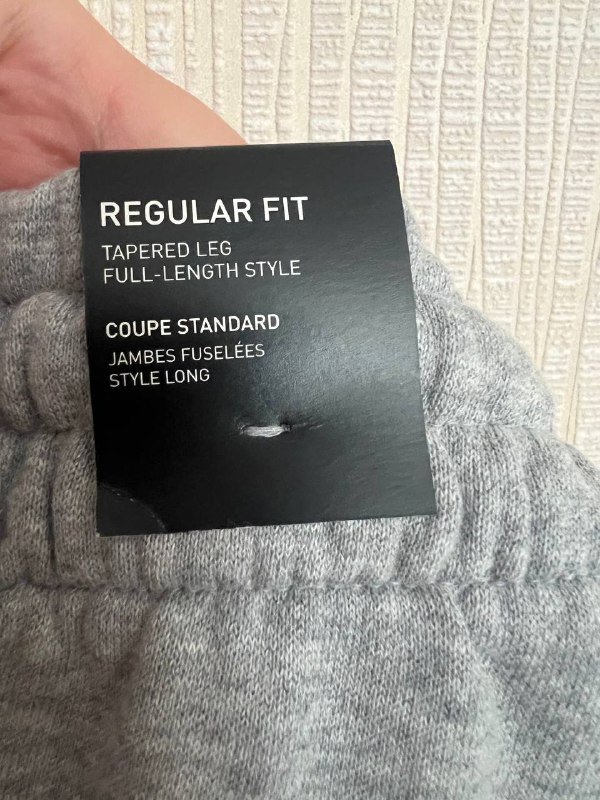 REGULAR FIT
TAPERED LEG
FULL-LENGTH STYLE
COUPE STANDARD
JAMBES FUSELÉES
STYLE LONG